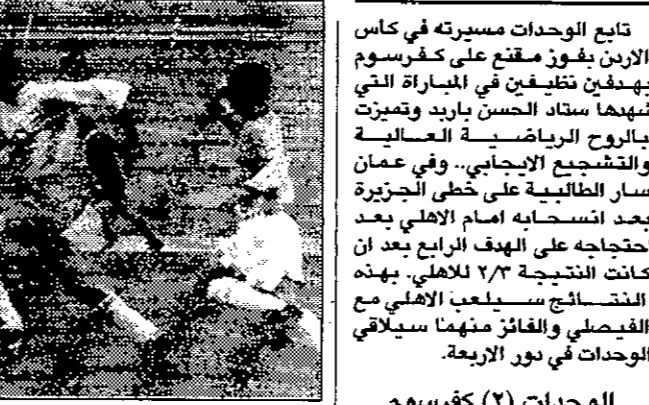 تابع الوحدات مسيرته في كأس
الاردن بفوز مقنع على كفرسوم
بهدفين نظيفين في المباراة التي
شهدها ستاد الحسن باربد وتميزت
بالروح الرياضية العالية
والتشجيع الايجابي.. وفي عمان
سار الطالبية على خطى الجزيرة
بعد انسحابه امام الاهلي بعد
احتجاجه على الهدف الرابع بعد ان
كانت النتيجة ٢/٣ للاهلي. بهذه
النتائج سيلعب الاهلي مع
الفيصلي والفائز منهما سيلاقي
الوحدات في دور الاربعة.
الوحدات (٢) كفرسوم